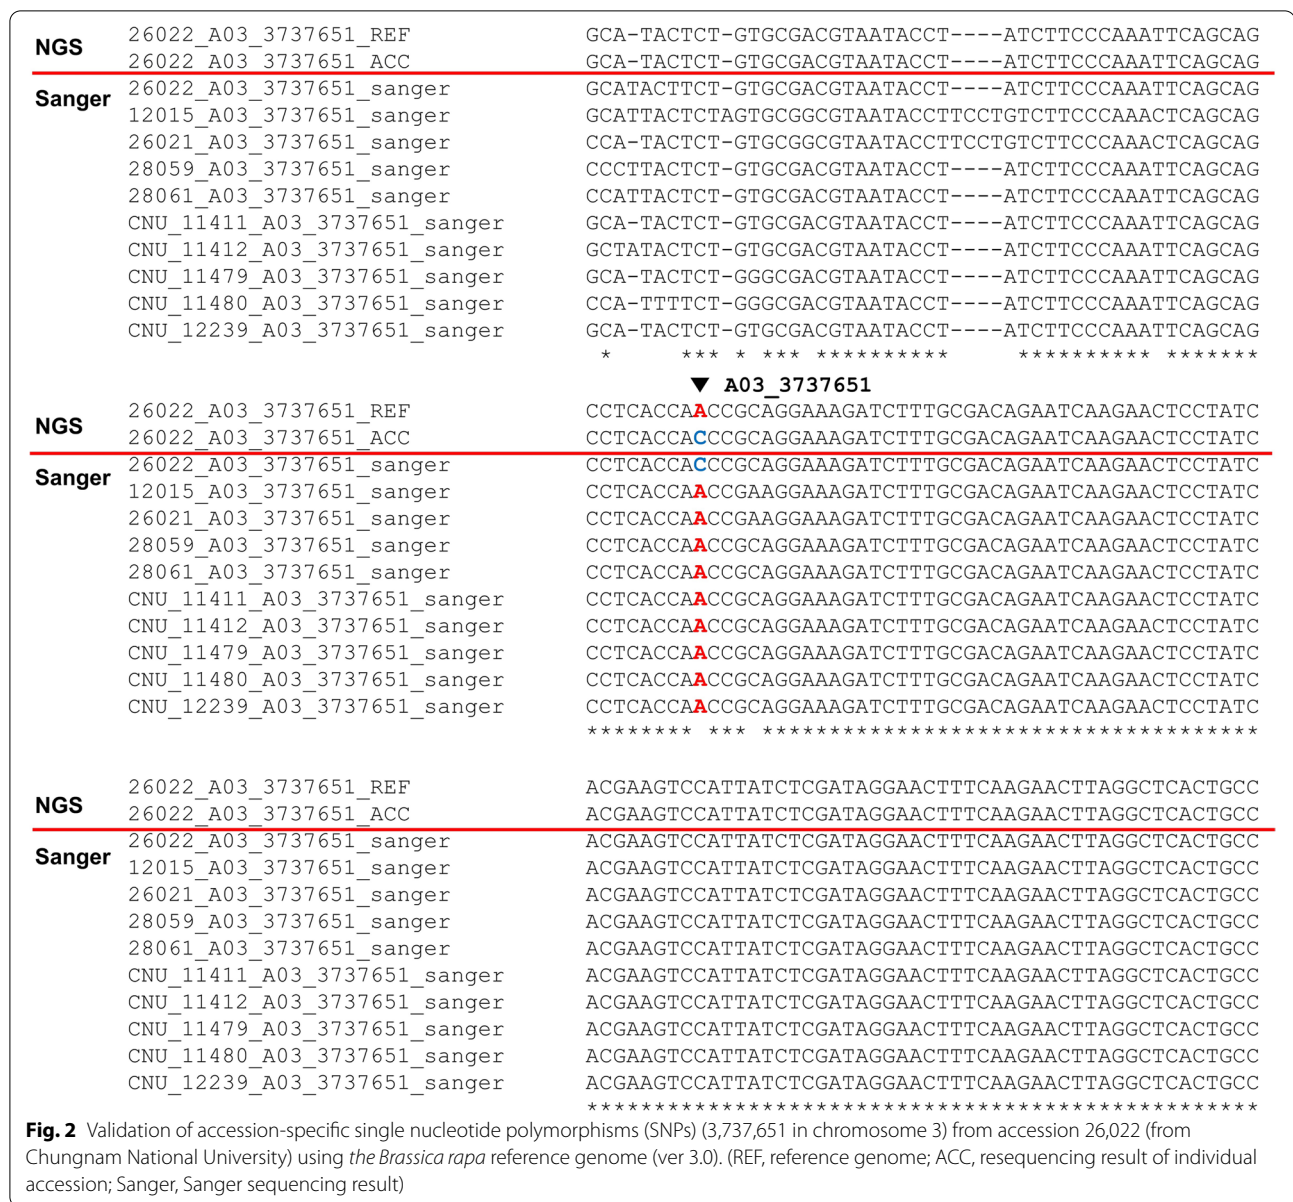 NGS
26022_A03_3737651_REF GCA-TACTCT-GTGCGACGTAATACCT----ATCTTCCCAAATTCAGCAG
26022_A03_3737651_ACC GCA-TACTCT-GTGCGACGTAATACCT----ATCTTCCCAAATTCAGCAG
Sanger
26022_A03_3737651_sanger GCATACTTCT-GTGCGACGTAATACCT----ATCTTCCCAAATTCAGCAG
12015_A03_3737651_sanger GCATTACTCTAGTGCGGCGTAATACCTTCCTGTCTTCCCAAACTCAGCAG
26021_A03_3737651_sanger CCA-TACTCT-GTGCGGCGTAATACCTTCCTGTCTTCCCAAACTCAGCAG
28059_A03_3737651_sanger CCCTTACTCT-GTGCGACGTAATACCT----ATCTTCCCAAATTCAGCAG
28061_A03_3737651_sanger CCATTACTCT-GTGCGACGTAATACCT----ATCTTCCCAAATTCAGCAG
CNU_11411_A03_3737651_sanger GCA-TACTCT-GTGCGACGTAATACCT----ATCTTCCCAAATTCAGCAG
CNU_11412_A03_3737651_sanger GCTATACTCT-GTGCGACGTAATACCT----ATCTTCCCAAATTCAGCAG
CNU_11479_A03_3737651_sanger GCA-TACTCT-GGGCGACGTAATACCT----ATCTTCCCAAATTCAGCAG
CNU_11480_A03_3737651_sanger CCA-TTTTCT-GGGCGACGTAATACCT----ATCTTCCCAAATTCAGCAG
CNU_12239_A03_3737651_sanger GCA-TACTCT-GTGCGACGTAATACCT----ATCTTCCCAAATTCAGCAG
* *** * *** ********** ********** *******
▼ A03_3737651
NGS
26022_A03_3737651_REF CCTCACCAACCGCAGGAAAGATCTTTGCGACAGAATCAAGAACTCCTATC
26022_A03_3737651_ACC CCTCACCACCCGCAGGAAAGATCTTTGCGACAGAATCAAGAACTCCTATC
Sanger
26022_A03_3737651_sanger CCTCACCACCCGCAGGAAAGATCTTTGCGACAGAATCAAGAACTCCTATC
12015_A03_3737651_sanger CCTCACCAACCGAAGGAAAGATCTTTGCGACAGAATCAAGAACTCCTATC
26021_A03_3737651_sanger CCTCACCAACCGAAGGAAAGATCTTTGCGACAGAATCAAGAACTCCTATC
28059_A03_3737651_sanger CCTCACCAACCGCAGGAAAGATCTTTGCGACAGAATCAAGAACTCCTATC
28061_A03_3737651_sanger CCTCACCAACCGCAGGAAAGATCTTTGCGACAGAATCAAGAACTCCTATC
CNU_11411_A03_3737651_sanger CCTCACCAACCGCAGGAAAGATCTTTGCGACAGAATCAAGAACTCCTATC
CNU_11412_A03_3737651_sanger CCTCACCAACCGCAGGAAAGATCTTTGCGACAGAATCAAGAACTCCTATC
CNU_11479_A03_3737651_sanger CCTCACCAACCGCAGGAAAGATCTTTGCGACAGAATCAAGAACTCCTATC
CNU_11480_A03_3737651_sanger CCTCACCAACCGCAGGAAAGATCTTTGCGACAGAATCAAGAACTCCTATC
CNU_12239_A03_3737651_sanger CCTCACCAACCGCAGGAAAGATCTTTGCGACAGAATCAAGAACTCCTATC
******** *** *************************************
NGS
26022_A03_3737651_REF ACGAAGTCCATTATCTCGATAGGAACTTTCAAGAACTTAGGCTCACTGCC
26022_A03_3737651_ACC ACGAAGTCCATTATCTCGATAGGAACTTTCAAGAACTTAGGCTCACTGCC
Sanger
26022_A03_3737651_sanger ACGAAGTCCATTATCTCGATAGGAACTTTCAAGAACTTAGGCTCACTGCC
12015_A03_3737651_sanger ACGAAGTCCATTATCTCGATAGGAACTTTCAAGAACTTAGGCTCACTGCC
26021_A03_3737651_sanger ACGAAGTCCATTATCTCGATAGGAACTTTCAAGAACTTAGGCTCACTGCC
28059_A03_3737651_sanger ACGAAGTCCATTATCTCGATAGGAACTTTCAAGAACTTAGGCTCACTGCC
28061_A03_3737651_sanger ACGAAGTCCATTATCTCGATAGGAACTTTCAAGAACTTAGGCTCACTGCC
CNU_11411_A03_3737651_sanger ACGAAGTCCATTATCTCGATAGGAACTTTCAAGAACTTAGGCTCACTGCC
CNU_11412_A03_3737651_sanger ACGAAGTCCATTATCTCGATAGGAACTTTCAAGAACTTAGGCTCACTGCC
CNU_11479_A03_3737651_sanger ACGAAGTCCATTATCTCGATAGGAACTTTCAAGAACTTAGGCTCACTGCC
CNU_11480_A03_3737651_sanger ACGAAGTCCATTATCTCGATAGGAACTTTCAAGAACTTAGGCTCACTGCC
CNU_12239_A03_3737651_sanger ACGAAGTCCATTATCTCGATAGGAACTTTCAAGAACTTAGGCTCACTGCC
**************************************************
Fig. 2 Validation of accession-specific single nucleotide polymorphisms (SNPs) (3,737,651 in chromosome 3) from accession 26,022 (from
Chungnam National University) using the Brassica rapa reference genome (ver 3.0). (REF, reference genome; ACC, resequencing result of individual
accession; Sanger, Sanger sequencing result)